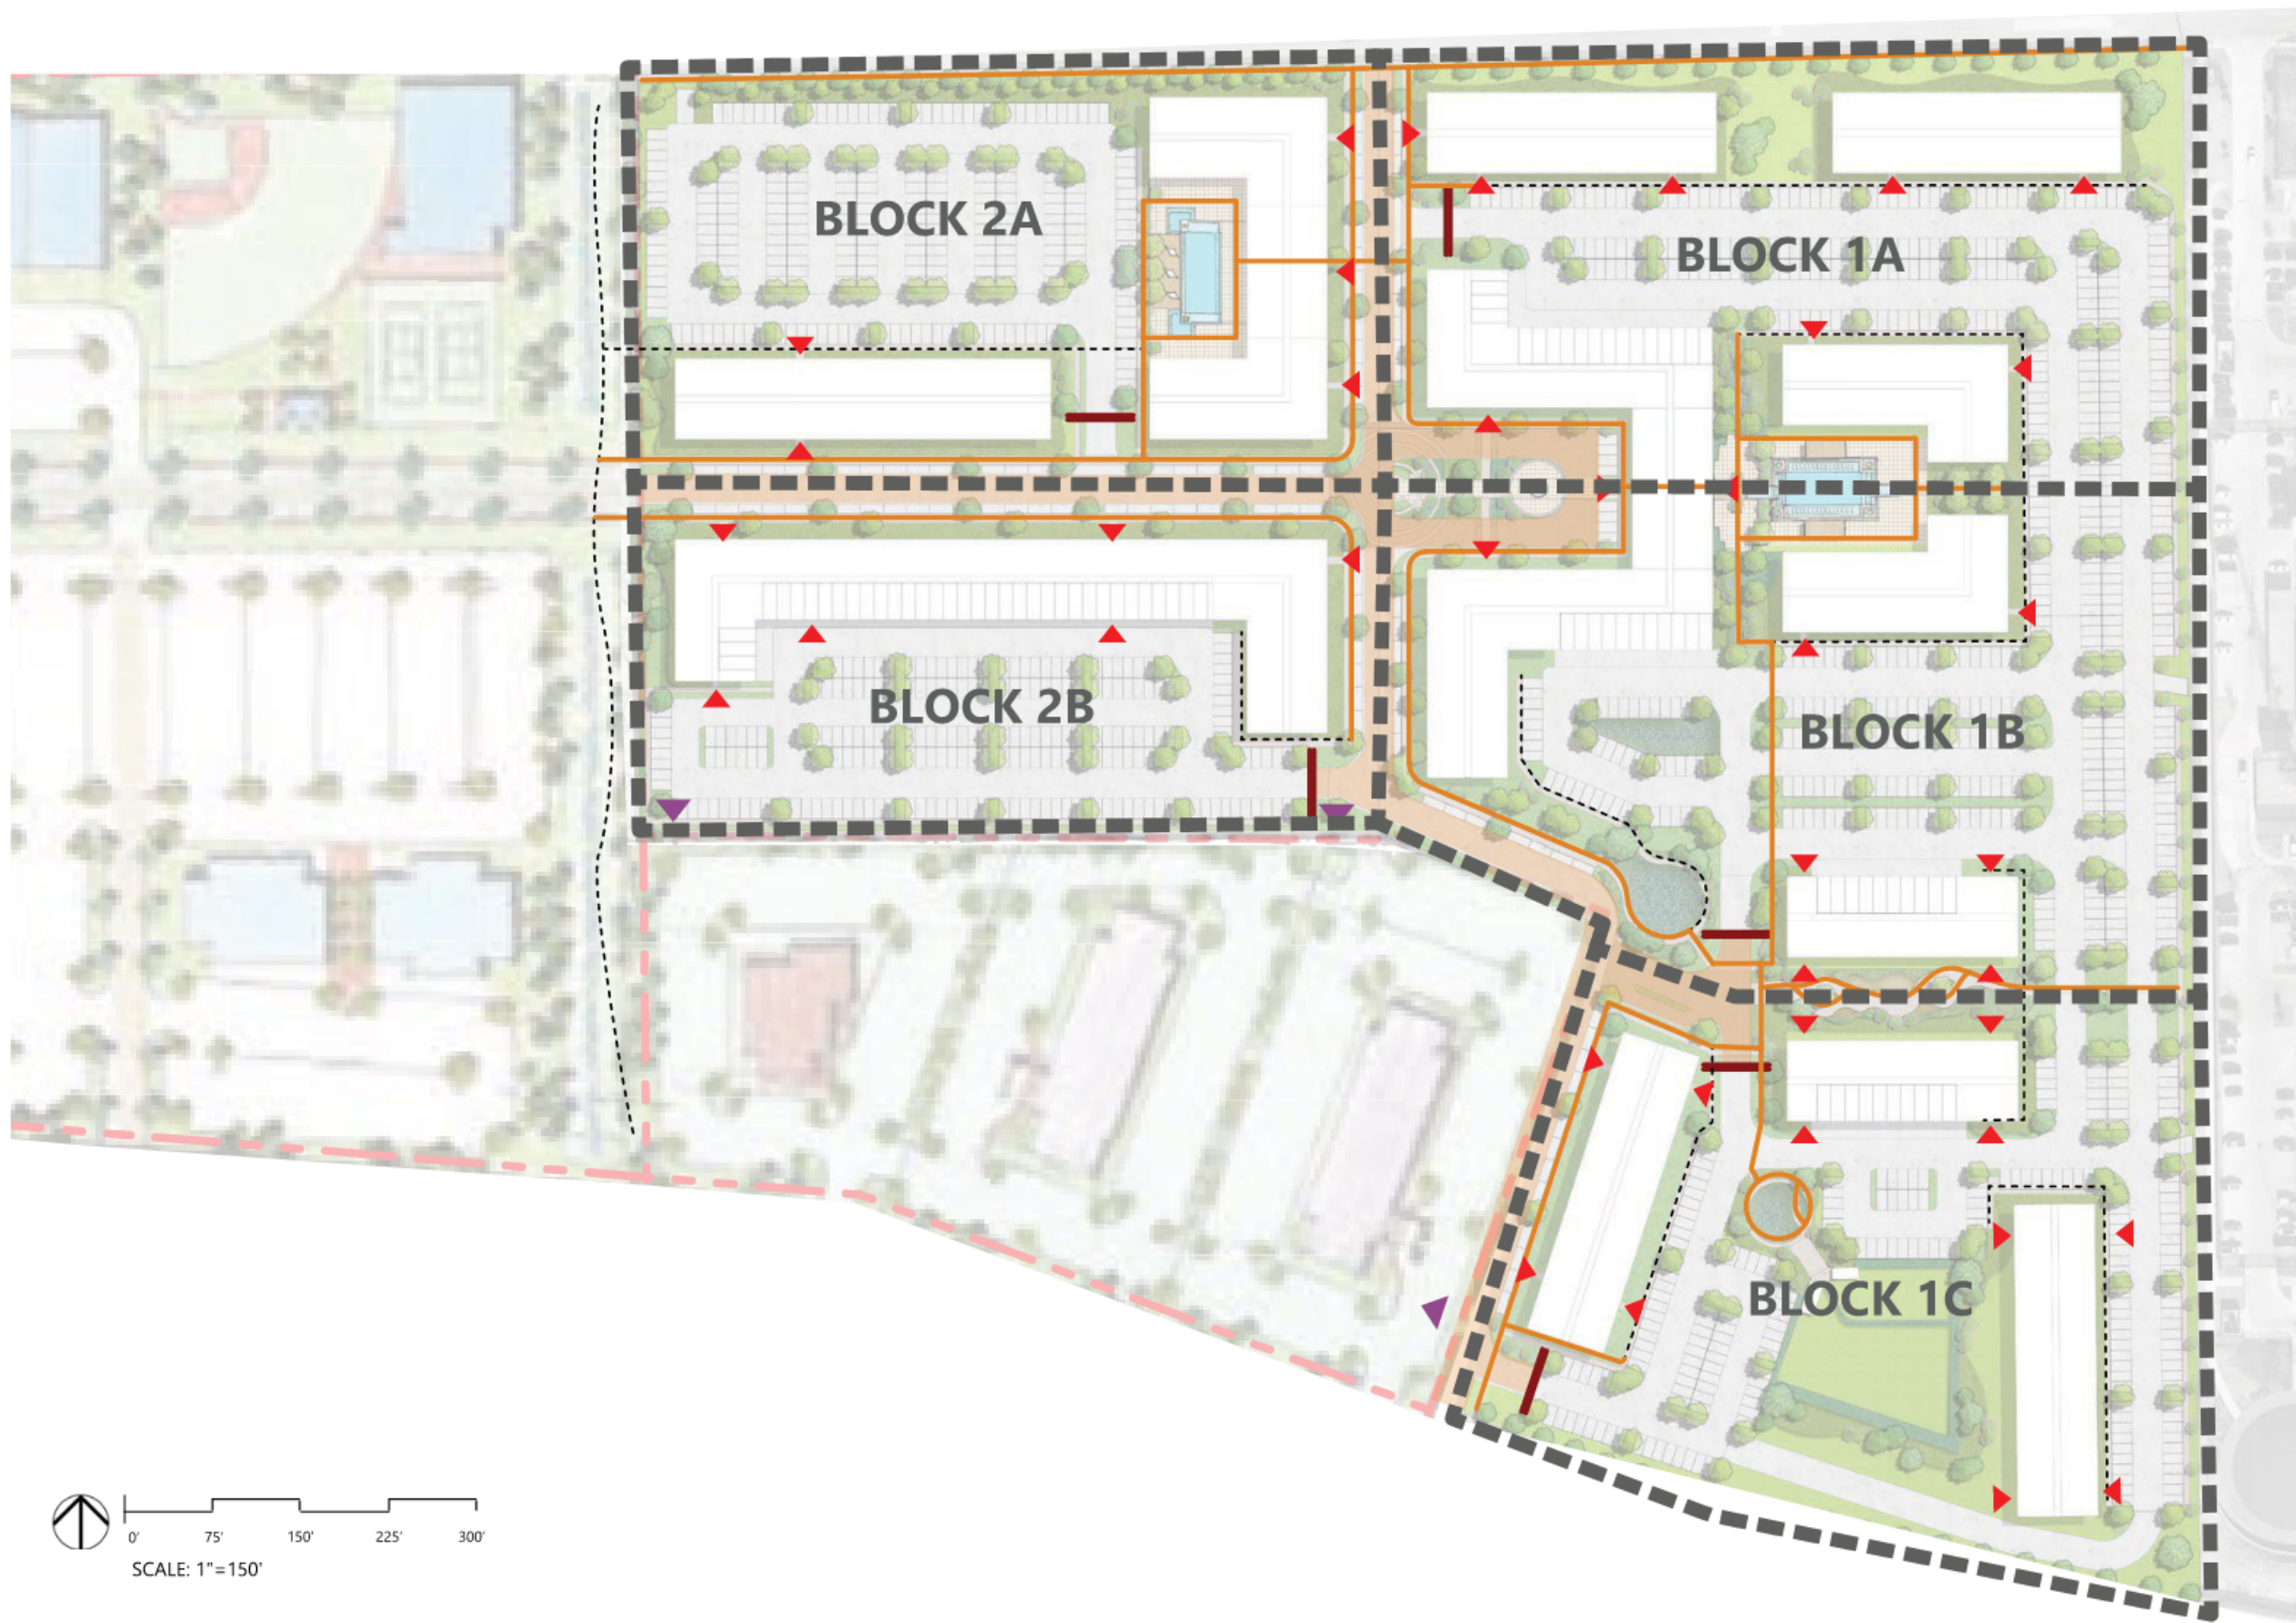 BLOCK 2A
BLOCK 1A
BLOCK 2B
BLOCK 1B
BLOCK 1C
0' 75' 150' 225' 300'
SCALE: 1"=150'